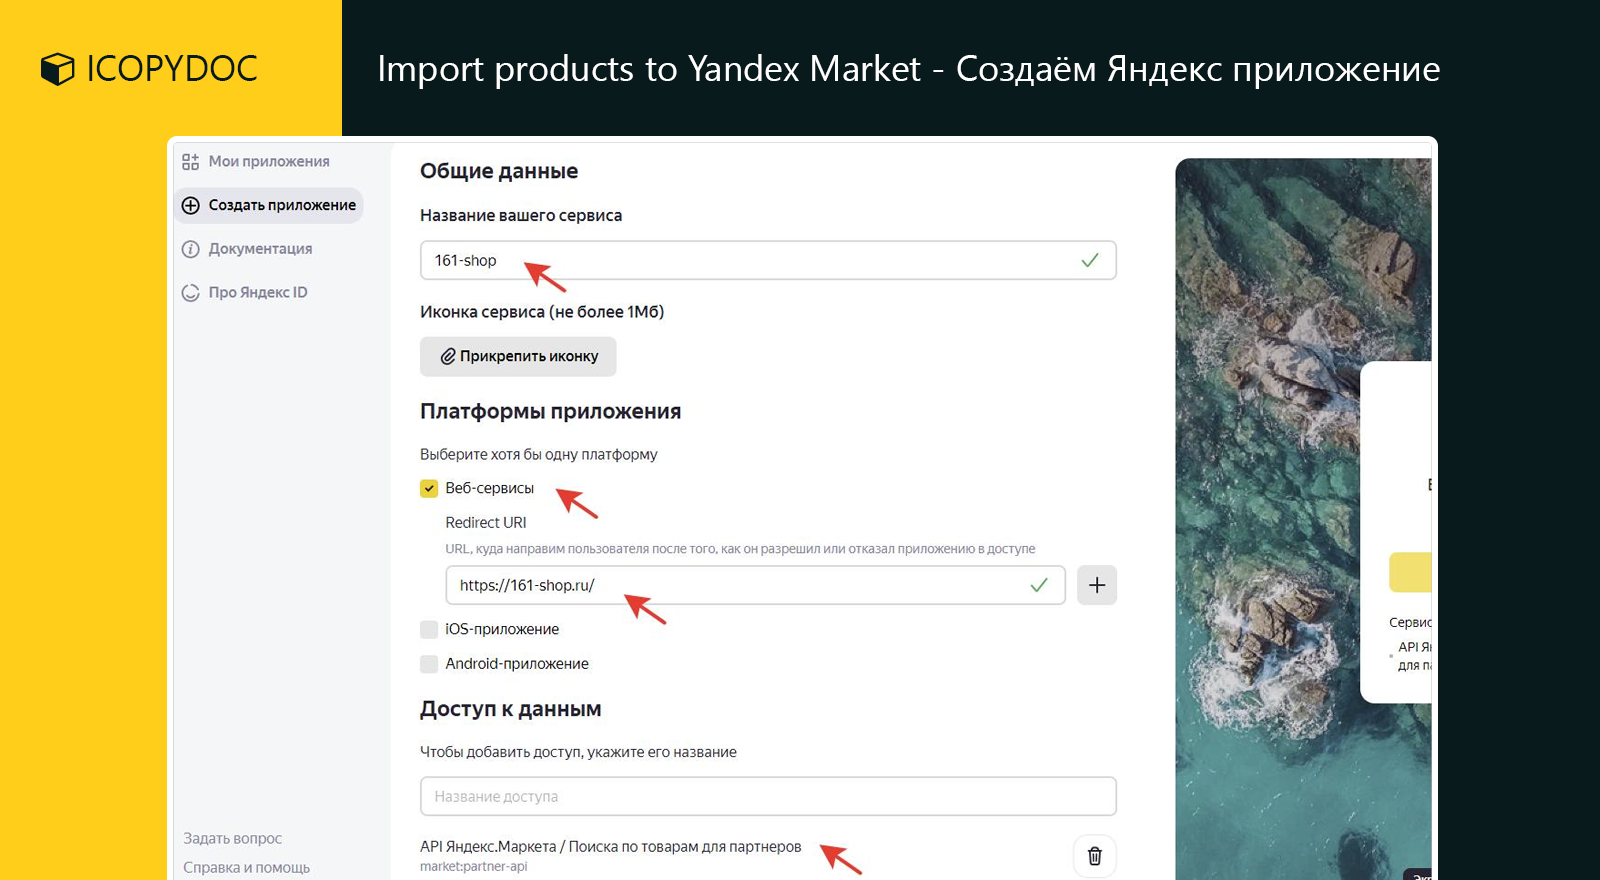 ICOPYDOC
Import products to Yandex Market - Создаём Яндекс приложение
Мои приложения
Создать приложение
Документация
Про Яндекс ID
Задать вопрос
Справка и помощь
Общие данные
Название вашего сервиса
161-shop
Иконка сервиса (не более 1Мб)
Прикрепить иконку
Платформы приложения
Выберите хотя бы одну платформу
Веб-сервисы
Redirect URI
URL, куда направим пользователя после того, как он разрешил или отказал приложению в доступе
https://161-shop.ru/
iOS-приложение
Android-приложение
Доступ к данным
Чтобы добавить доступ, укажите его название
Название доступа
API Яндекс.Маркета / Поиска по товарам для партнеров
market:partner-api
Сервис
API Я
для па